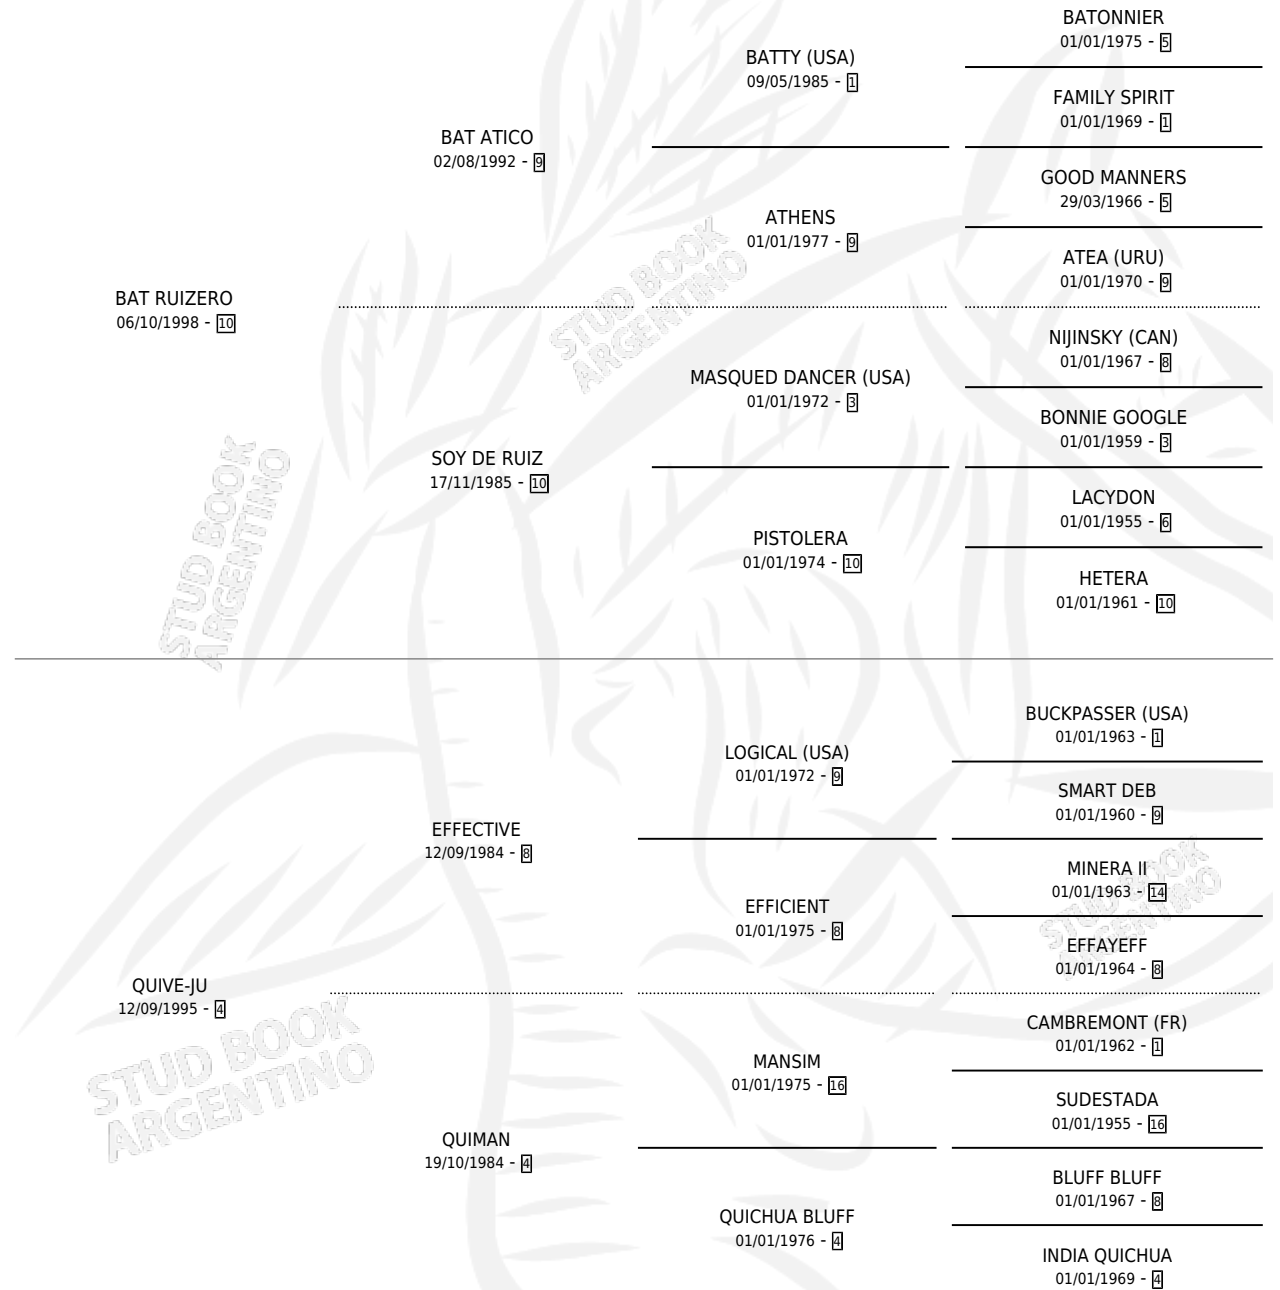 BATONNIER
01/01/1975 - 5
BATTY (USA)
09/05/1985 - 1
FAMILY SPIRIT
01/01/1969 - 1
BAT ATICO
02/08/1992 - 9
GOOD MANNERS
29/03/1966 - 5
ATHENS
01/01/1977 - 9
ATEA (URU)
01/01/1970 - 9
BAT RUIZERO
06/10/1998 - 10
NIJINSKY (CAN)
01/01/1967 - 8
MASQUED DANCER (USA)
01/01/1972 - 3
BONNIE GOOGLE
01/01/1959 - 3
SOY DE RUIZ
17/11/1985 - 10
LACYDON
01/01/1955 - 6
PISTOLERA
01/01/1974 - 10
HETERA
01/01/1961 - 10
BUCKPASSER (USA)
01/01/1963 - 1
LOGICAL (USA)
01/01/1972 - 9
SMART DEB
01/01/1960 - 9
EFFECTIVE
12/09/1984 - 8
MINERA II
01/01/1963 - 14
EFFICIENT
01/01/1975 - 8
EFFAYEFF
01/01/1964 - 8
QUIVE-JU
12/09/1995 - 4
CAMBREMONT (FR)
01/01/1962 - 1
MANSIM
01/01/1975 - 16
SUDESTADA
01/01/1955 - 16
QUIMAN
19/10/1984 - 4
BLUFF BLUFF
01/01/1967 - 8
QUICHUA BLUFF
01/01/1976 - 4
INDIA QUICHUA
01/01/1969 - 4
STUD BOOK
ARGENTINO
STUD BOOK
ARGENTINO
STUD BOOK
ARGENTINO
STUD BOOK
ARGENTINO